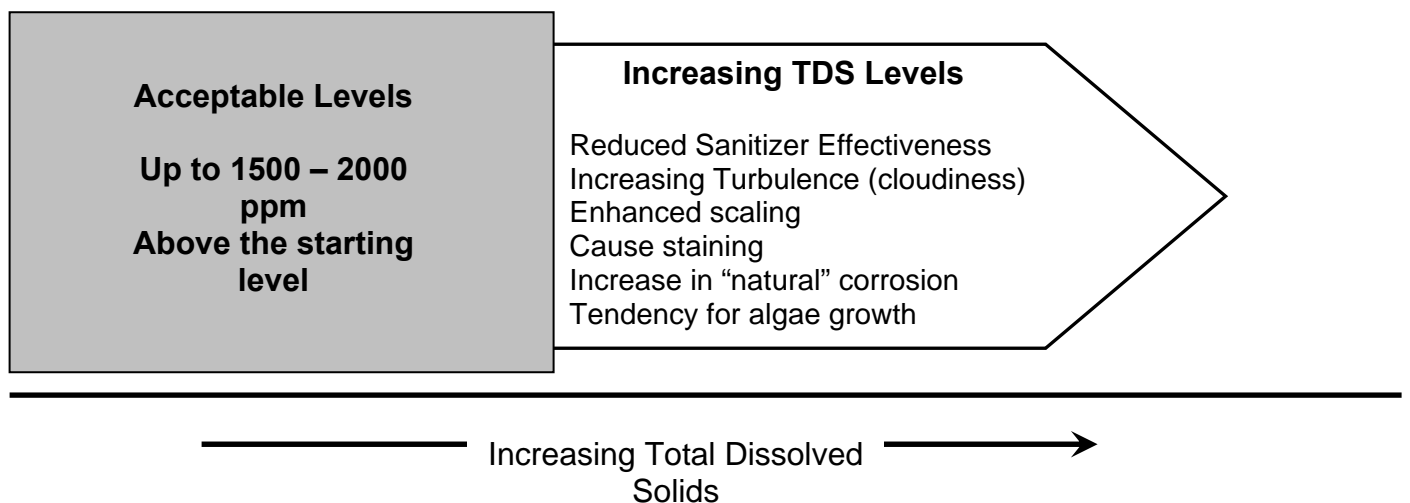 Acceptable Levels
Up to 1500 – 2000
ppm
Above the starting
level
Increasing TDS Levels
Reduced Sanitizer Effectiveness
Increasing Turbulence (cloudiness)
Enhanced scaling
Cause staining
Increase in “natural” corrosion
Tendency for algae growth
Increasing Total Dissolved
Solids